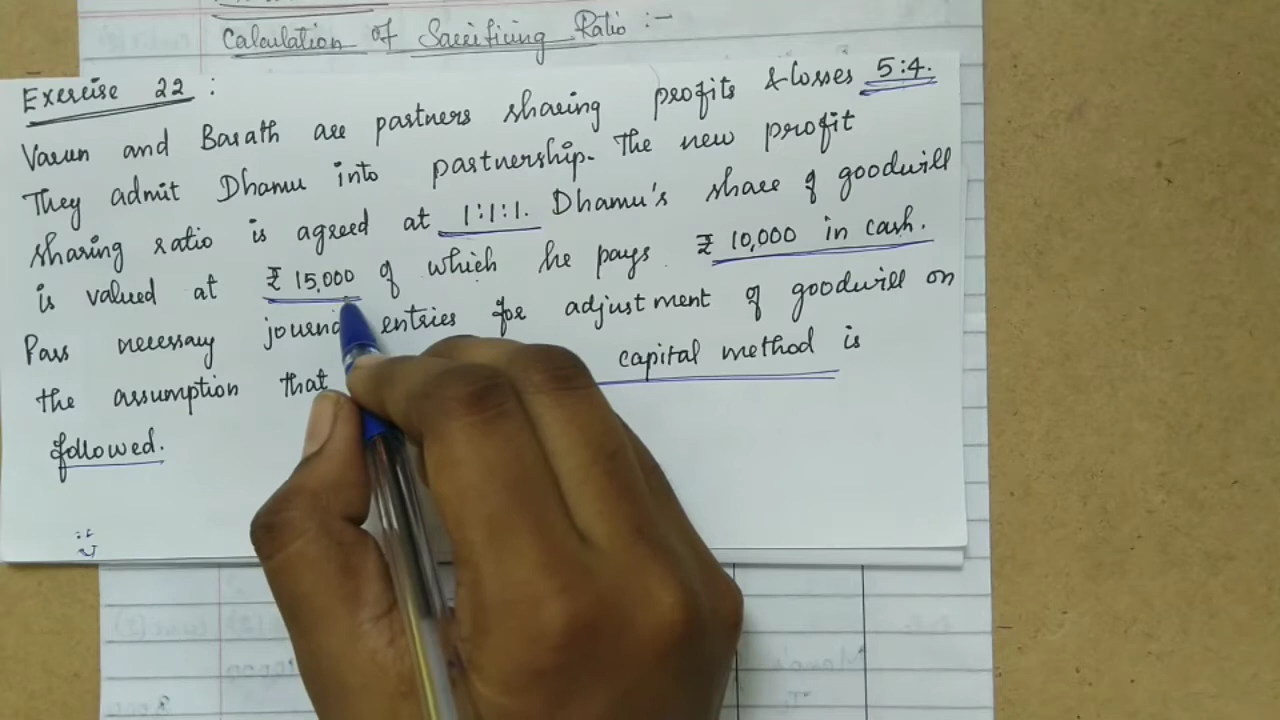 Calculation of Sacrificing Ratio :-
Exercise 22 :
Varun and Barath are partners sharing profits & losses 5:4.
They admit Dhamu into partnership. The new profit
sharing ratio is agreed at 1:1:1. Dhamu's share of goodwill
is valued at ₹ 15,000 of which he pays ₹ 10,000 in cash.
Pass necessary entries for adjustment of goodwill on
the assumption that capital method is
followed.